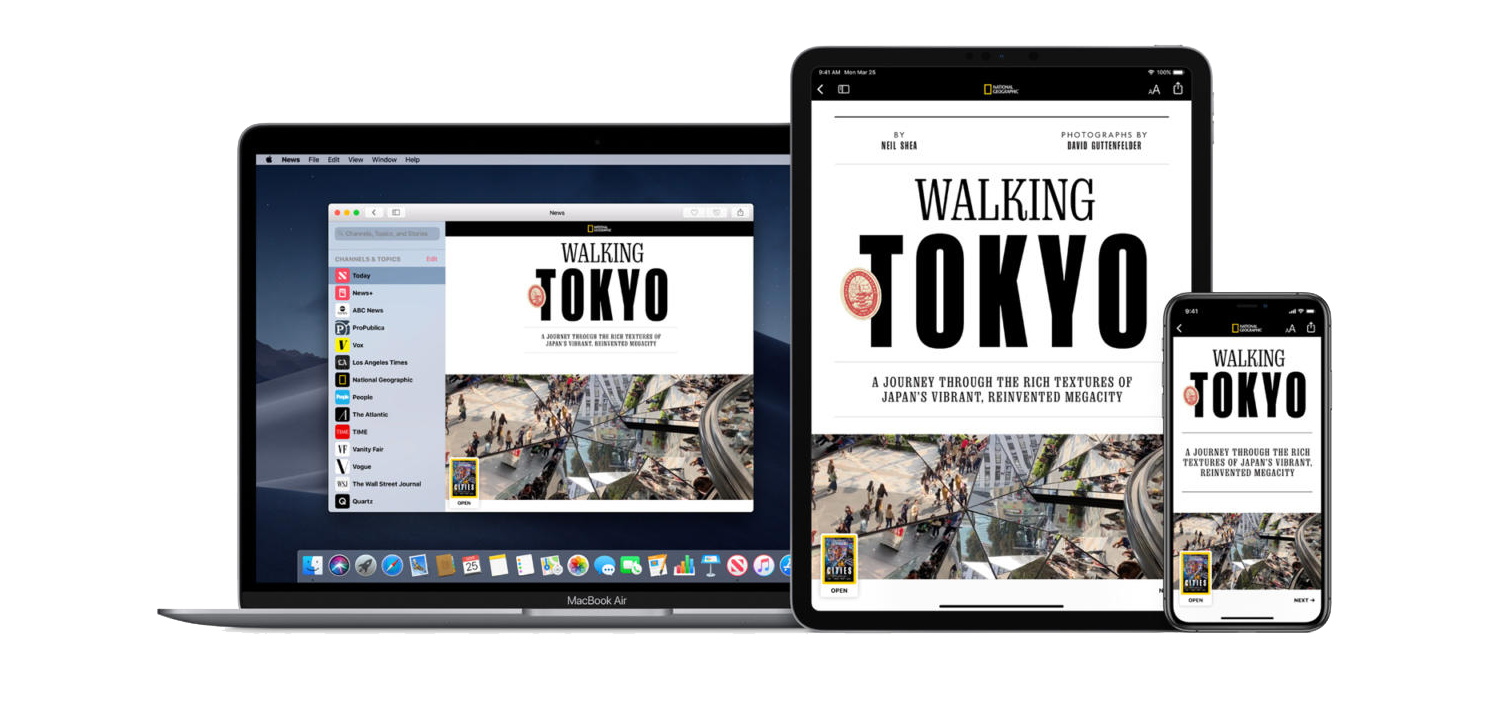 News File Edit View Window Help
News
Channels, Topics, and Stories
CHANNELS & TOPICS Edit
Today
News+
ABC News
ProPublica
Vox
Los Angeles Times
National Geographic
People
The Atlantic
TIME
Vanity Fair
Vogue
The Wall Street Journal
Quartz
People
TIME
VF
WSJ
NATIONAL
GEOGRAPHIC
WALKING
TOKYO
A JOURNEY THROUGH THE RICH TEXTURES OF
JAPAN'S VIBRANT, REINVENTED MEGACITY
CITIES
OPEN
25
MacBook Air
9:41 AM Mon Mar 25
100%
NATIONAL
GEOGRAPHIC
AA
BY
NEIL SHEA
PHOTOGRAPHS BY
DAVID GUTTENFELDER
WALKING
TOKYO
A JOURNEY THROUGH THE RICH TEXTURES OF
JAPAN'S VIBRANT, REINVENTED MEGACITY
CITIES
OPEN
N
9:41
NATIONAL
GEOGRAPHIC
AA
WALKING
TOKYO
A JOURNEY THROUGH THE RICH
TEXTURES OF JAPAN'S VIBRANT,
REINVENTED MEGACITY
CITIES
OPEN
NEXT →